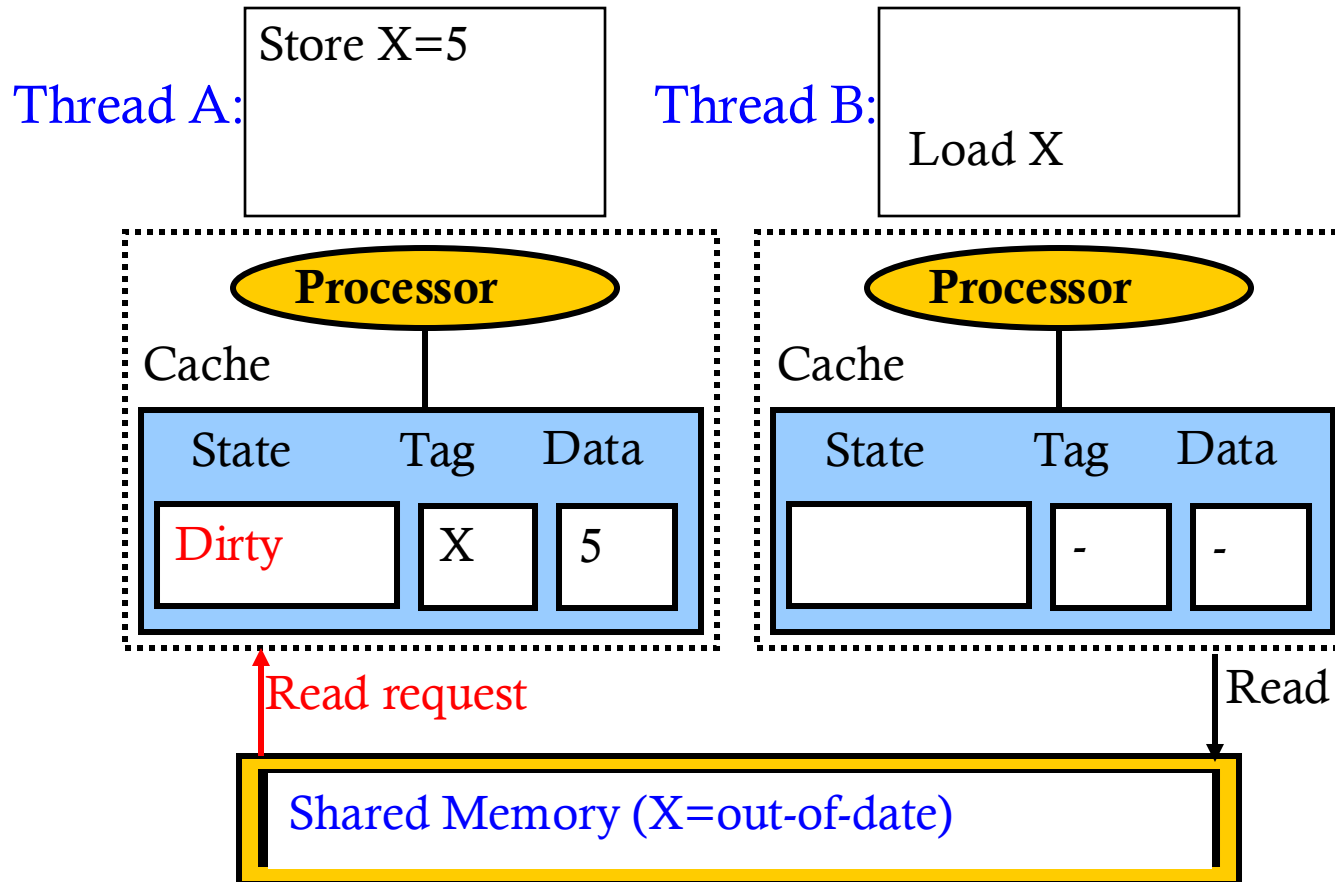 Store X=5
Thread A:
Thread B:
Load X
Processor
Processor
Cache
Cache
State Tag Data
State Tag Data
Dirty X 5
- -
Read request
Read
Shared Memory (X=out-of-date)